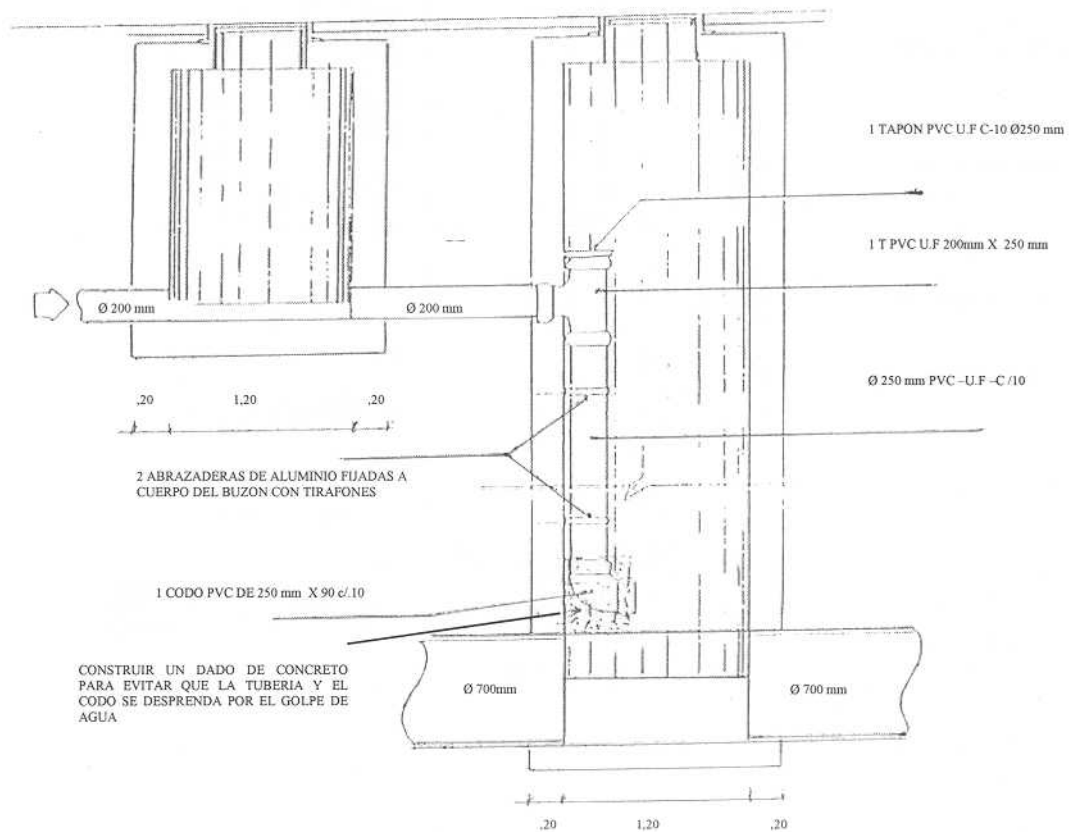 1 TAPON PVC U.F C-10 Ø250 mm
1 T PVC U.F 200mm X 250 mm
Ø 200 mm
Ø 200 mm
Ø 250 mm PVC –U.F –C /10
,20
1,20
,20
2 ABRAZADERAS DE ALUMINIO FIJADAS A
CUERPO DEL BUZON CON TIRAFONES
1 CODO PVC DE 250 mm X 90 c/.10
CONSTRUIR UN DADO DE CONCRETO
PARA EVITAR QUE LA TUBERIA Y EL
CODO SE DESPRENDA POR EL GOLPE DE
AGUA
Ø 700mm
Ø 700 mm
,20
1,20
,20